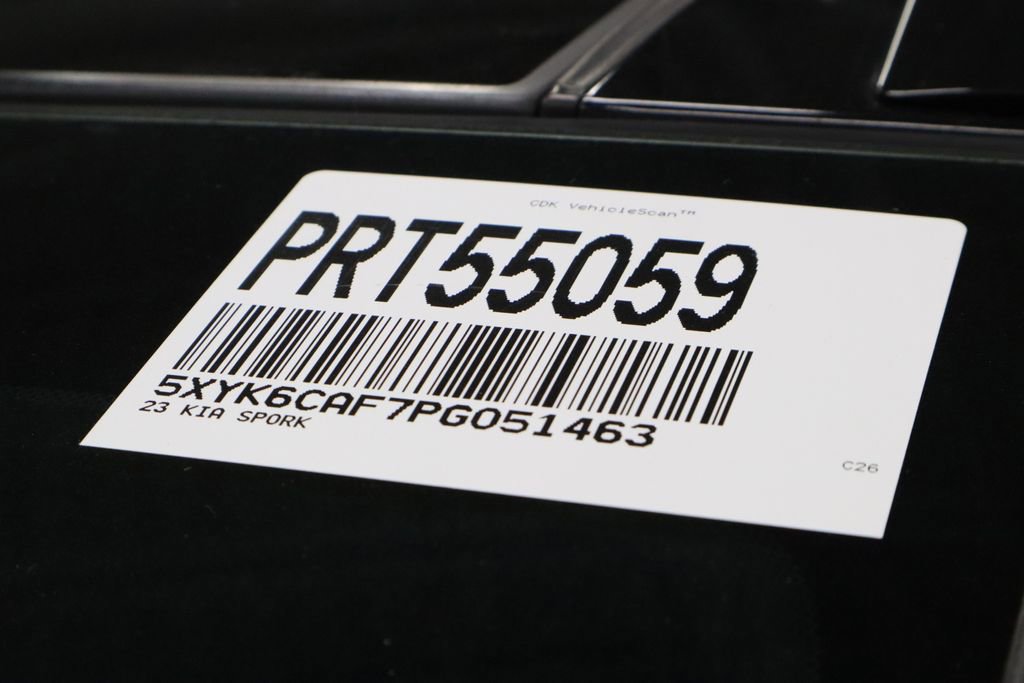 CDK VehicleScan™
PRT55059
5XYK6CAF7PG051463
23 KIA SPORK
C26